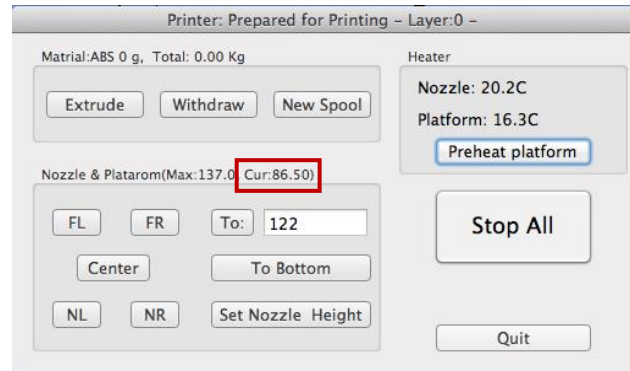 Printer: Prepared for Printing – Layer:0 –
Matrial:ABS 0 g, Total: 0.00 Kg
Extrude Withdraw New Spool
Heater
Nozzle: 20.2C
Platform: 16.3C
Preheat platform
Nozzle & Platarom(Max:137.0 Cur:86.50)
FL FR To: 122
Center To Bottom
NL NR Set Nozzle Height
Stop All
Quit